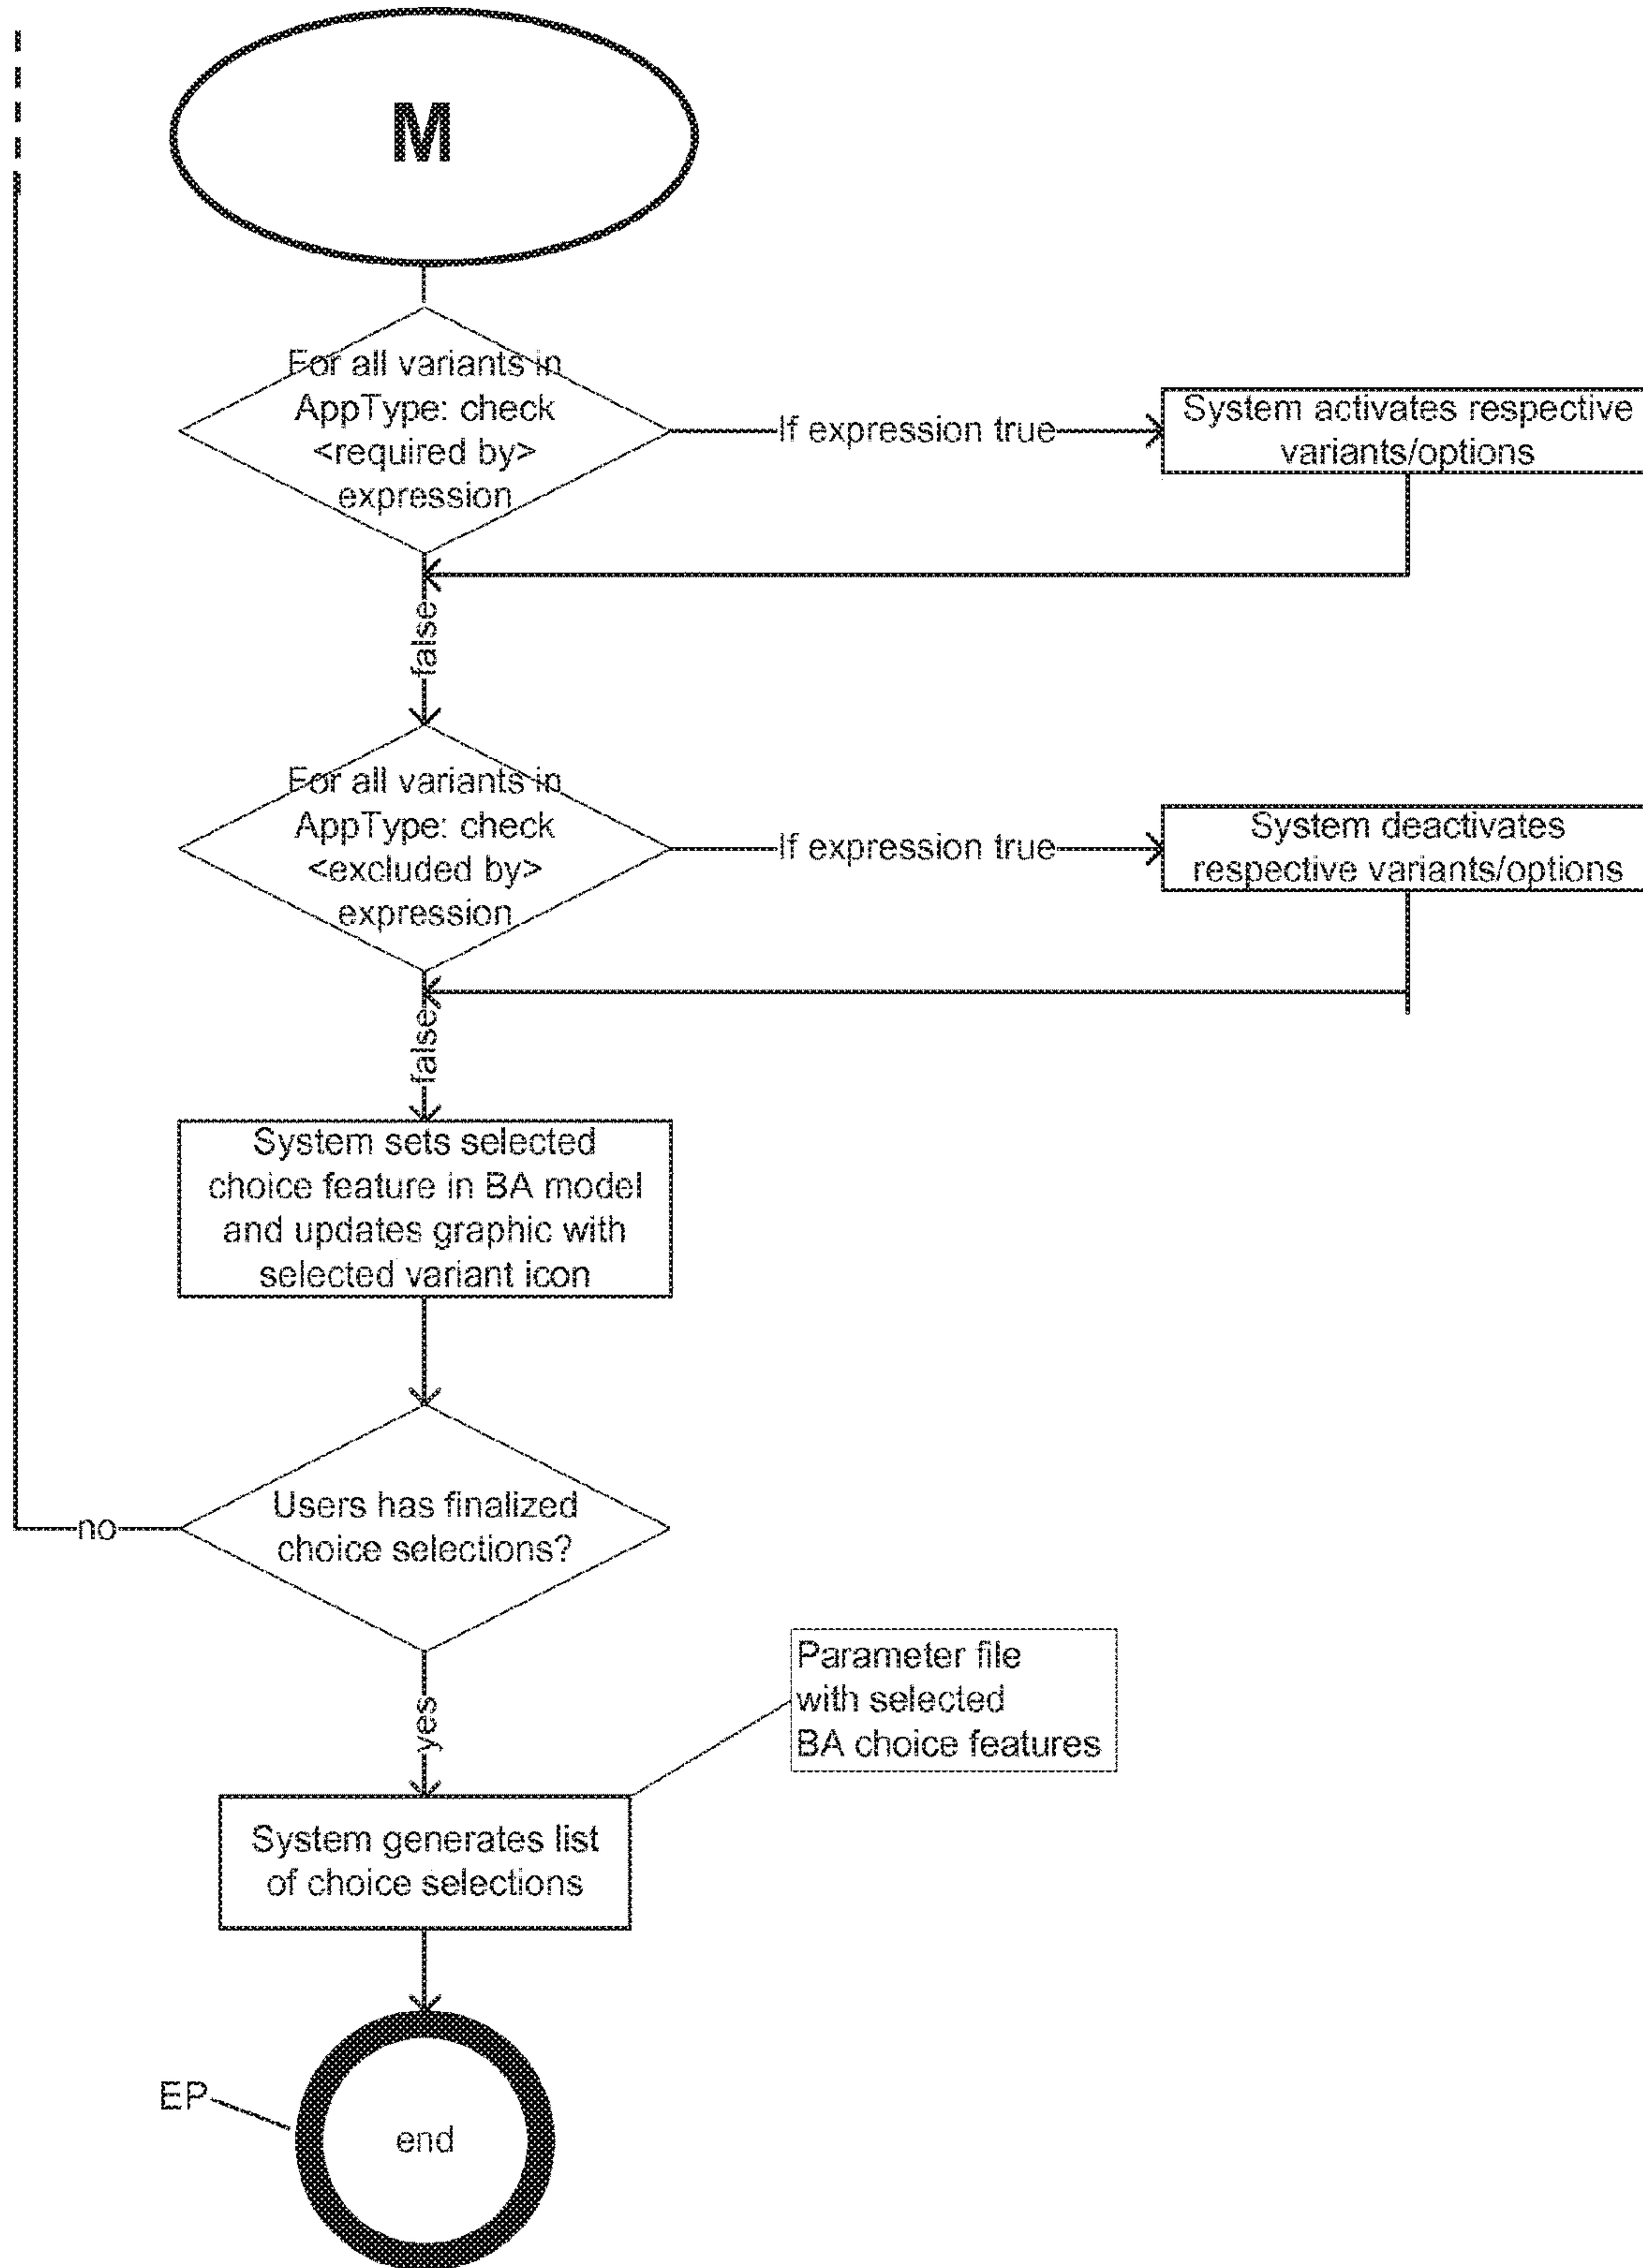 M
For all variants in
AppType: check
<required by>
expression
If expression true
System activates respective
variants/options
false
For all variants in
AppType: check
<excluded by>
expression
If expression true
System deactivates
respective variants/options
false
System sets selected
choice feature in BA model
and updates graphic with
selected variant icon
Users has finalized
choice selections?
no
yes
Parameter file
with selected
BA choice features
System generates list
of choice selections
EP
end